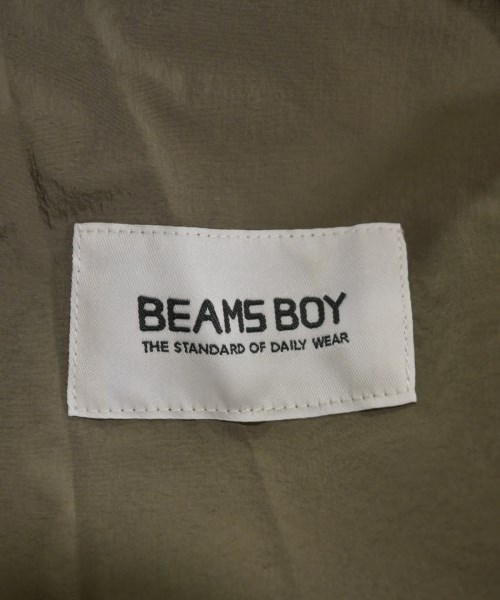 BEAMS BOY
THE STANDARD OF DAILY WEAR